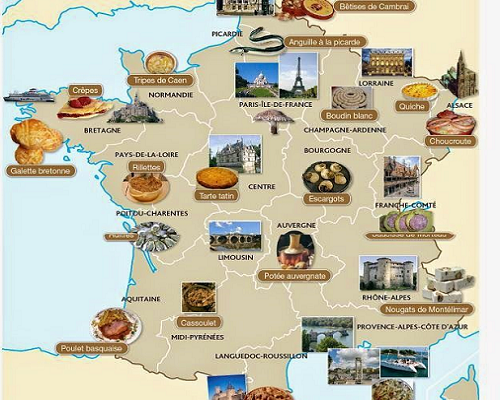 Bêtises de Cambrai
PICARDIE
Anguille à la picarde
Tripes de Caen
LORRAINE
Crêpes
NORMANDIE
Quiche
ALSACE
PARIS-ÎLE-DE-FRANCE
Boudin blanc
BRETAGNE
CHAMPAGNE-ARDENNE
Choucroute
PAYS-DE-LA-LOIRE
BOURGOGNE
Galette bretonne
Rillettes
CENTRE
Tarte tatin
Escargots
FRANCHE-COMTÉ
POITOU-CHARENTES
AUVERGNE
LIMOUSIN
Potée auvergnate
AQUITAINE
RHÔNE-ALPES
Nougats de Montélimar
Cassoulet
PROVENCE-ALPES-CÔTE D'AZUR
MIDI-PYRÉNÉES
Poulet basquaise
LANGUEDOC-ROUSSILLON